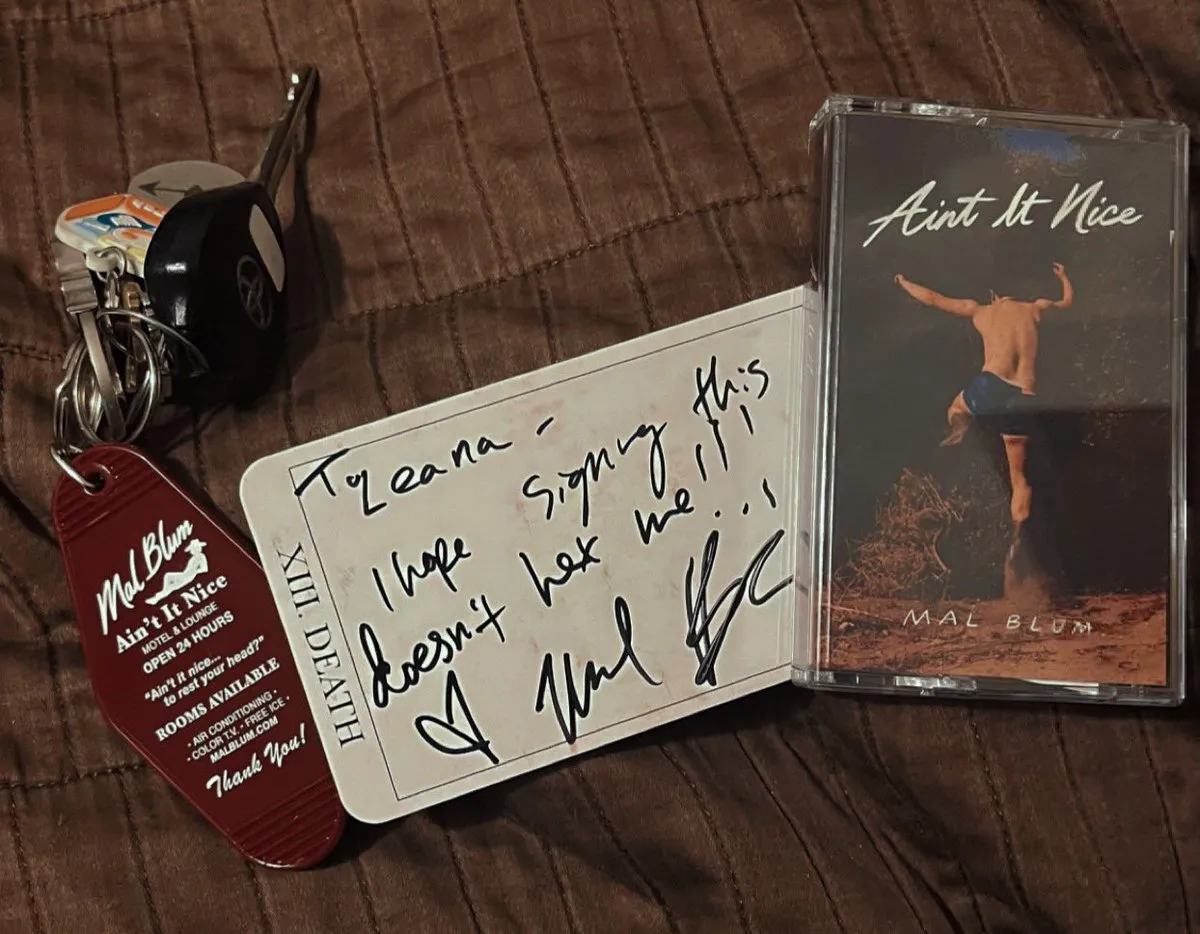 Mal Blum
Ain't It Nice
MOTEL & LOUNGE
OPEN 24 HOURS
"Ain't it nice...
to rest your head?"
ROOMS AVAILABLE
• AIR CONDITIONING •
• COLOR T.V. • FREE ICE •
MALBLUM.COM
Thank You!
XIII. DEATH
To Leana -
I hope signing this
doesn't hex me!!!
Mal
Aint It Nice
MAL BLUM